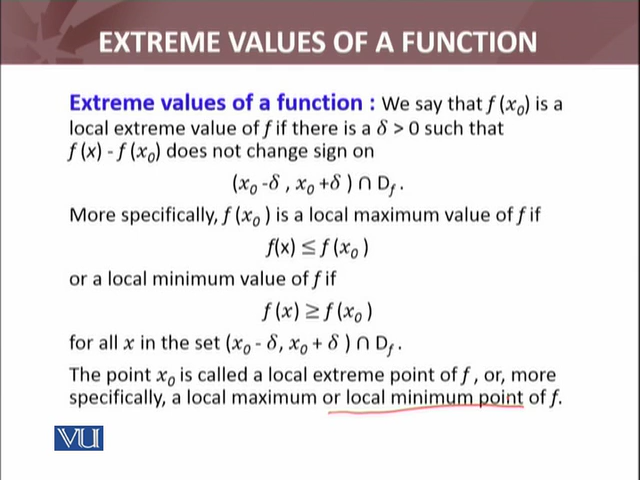 EXTREME VALUES OF A FUNCTION
Extreme values of a function : We say that f (x₀) is a
local extreme value of f if there is a δ > 0 such that
f (x) - f (x₀) does not change sign on
(x₀ -δ , x₀ +δ ) ∩ D_f .
More specifically, f (x₀ ) is a local maximum value of f if
f(x) ≤ f (x₀ )
or a local minimum value of f if
f (x) ≥ f (x₀ )
for all x in the set (x₀ - δ, x₀ + δ ) ∩ D_f .
The point x₀ is called a local extreme point of f , or, more
specifically, a local maximum or local minimum point of f.
VU